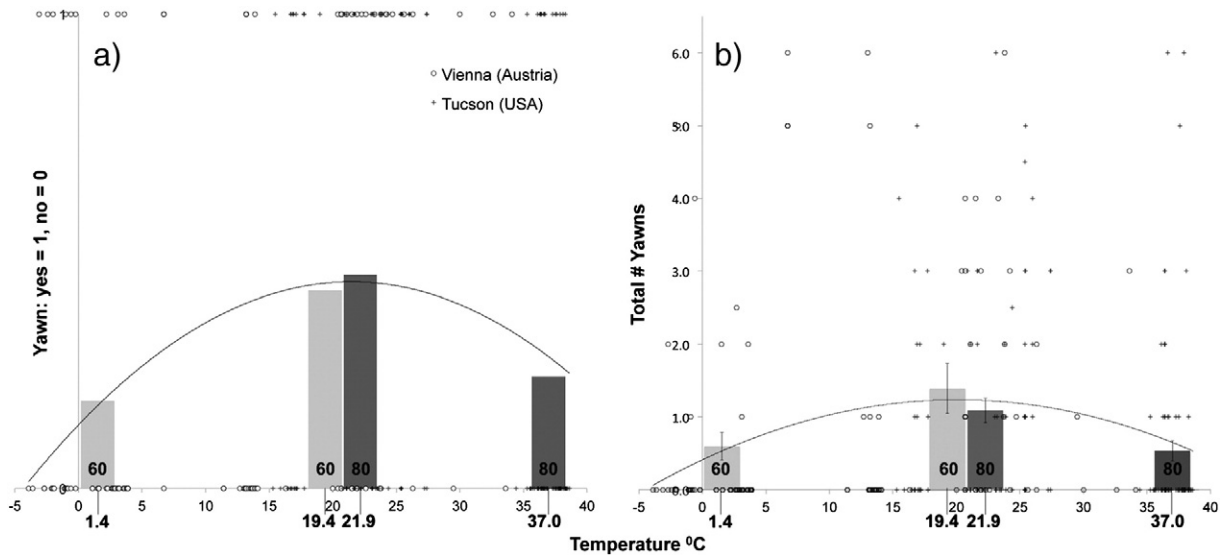 a)
b)
○ Vienna (Austria)
+ Tucson (USA)
Yawn: yes = 1, no = 0
1
0
60
60
80
80
-5 0 5 10 15 20 25 30 35 40
1.4 19.4 21.9 37.0
Total # Yawns
6.0
5.0
4.0
3.0
2.0
1.0
0.0
60
60
80
80
-5 0 5 10 15 20 25 30 35 40
1.4 19.4 21.9 37.0
Temperature ⁰C